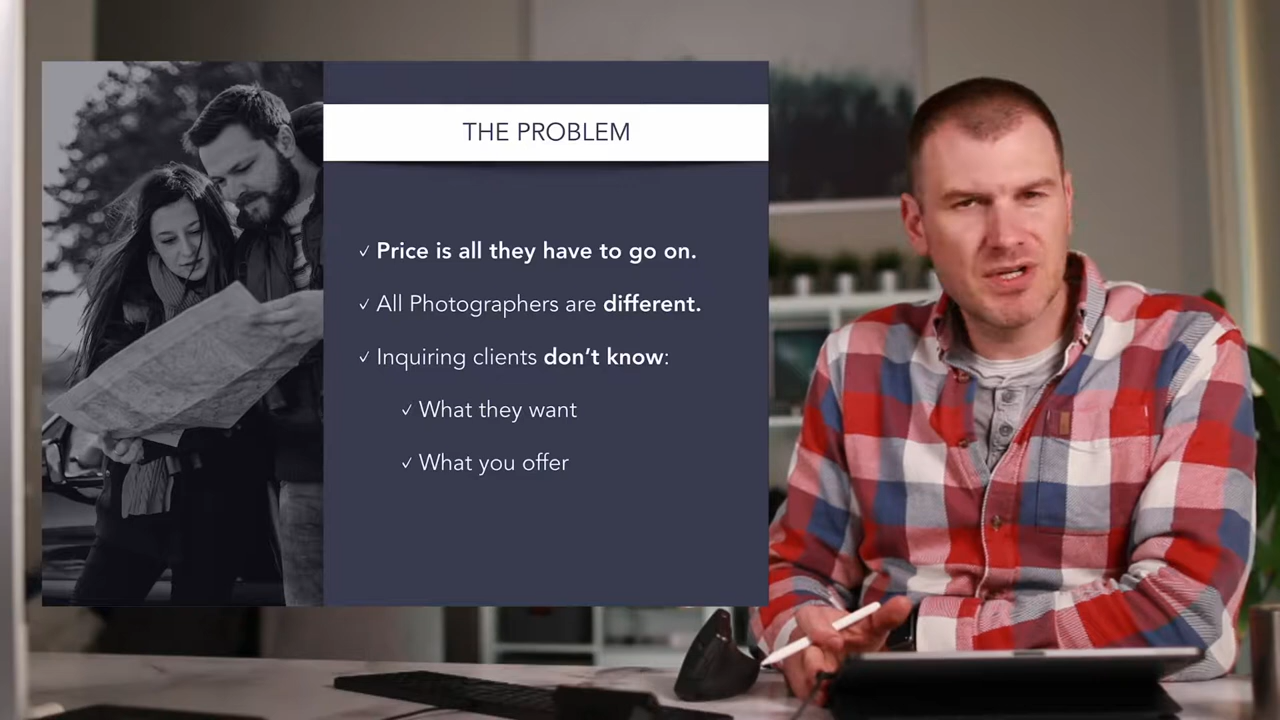 THE PROBLEM
✓ Price is all they have to go on.
✓ All Photographers are different.
✓ Inquiring clients don't know:
✓ What they want
✓ What you offer